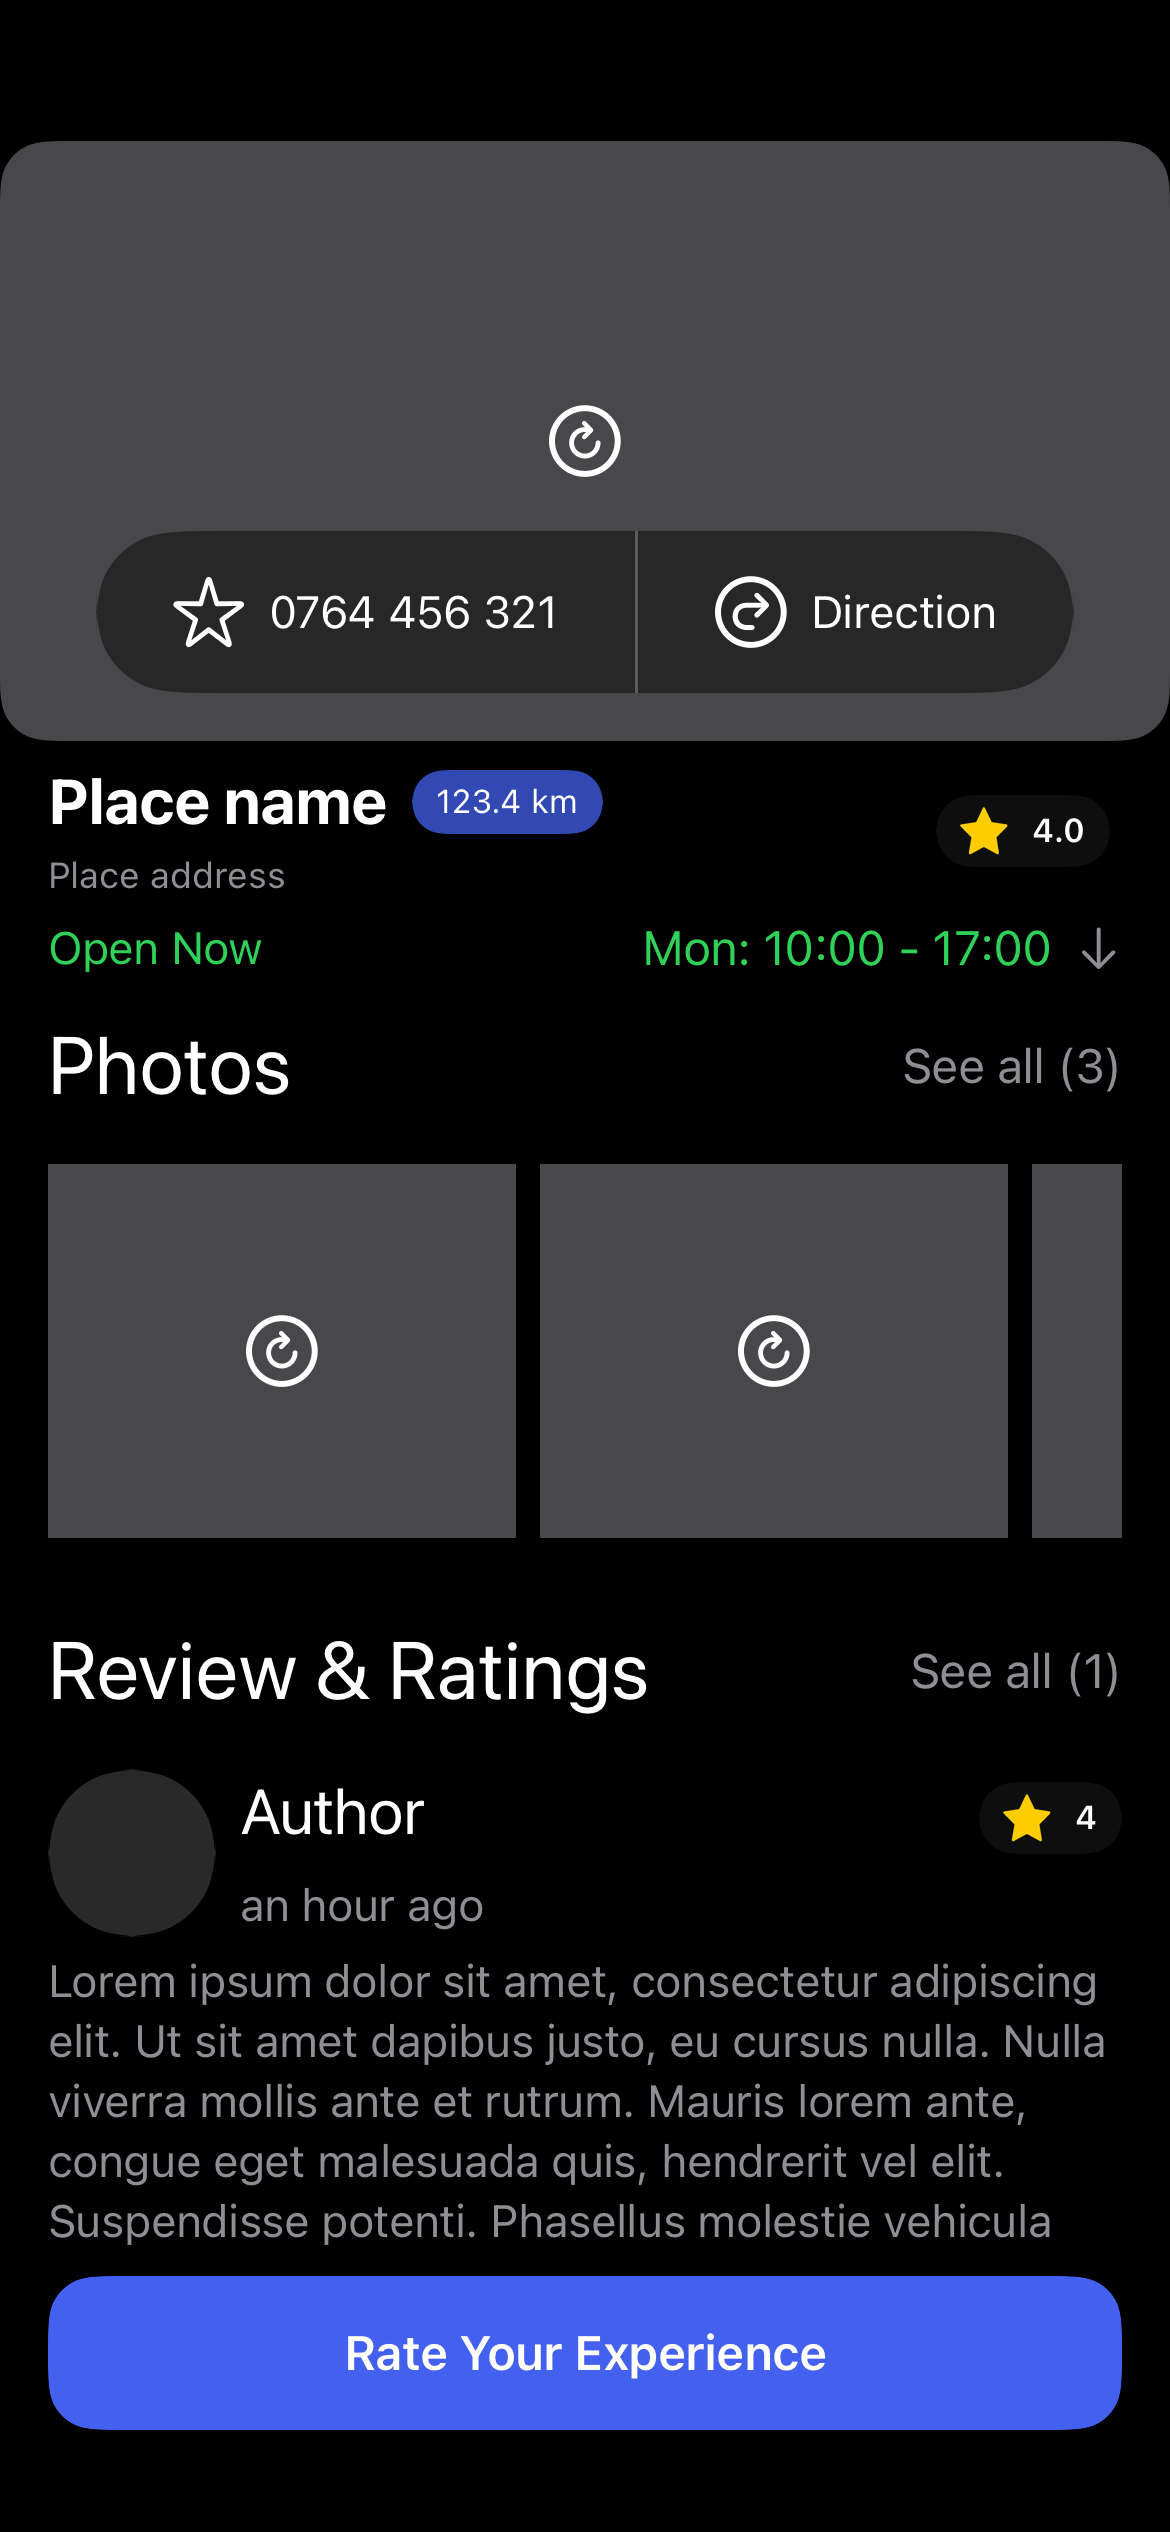 0764 456 321
Direction
Place name
123.4 km
4.0
Place address
Open Now
Mon: 10:00 - 17:00
Photos
See all (3)
Review & Ratings
See all (1)
Author
4
an hour ago
Lorem ipsum dolor sit amet, consectetur adipiscing
elit. Ut sit amet dapibus justo, eu cursus nulla. Nulla
viverra mollis ante et rutrum. Mauris lorem ante,
congue eget malesuada quis, hendrerit vel elit.
Suspendisse potenti. Phasellus molestie vehicula
Rate Your Experience